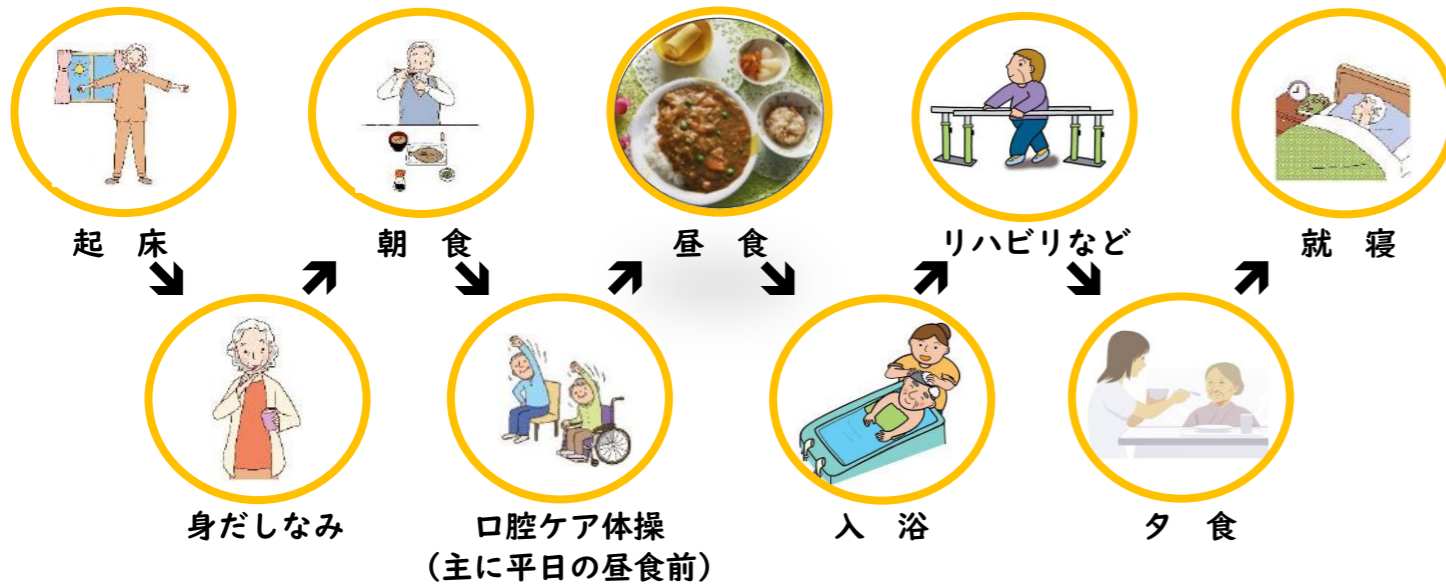 起　床
朝　食
昼　食
リハビリなど
就　寝
身だしなみ
口腔ケア体操
（主に平日の昼食前）
入　浴
夕　食